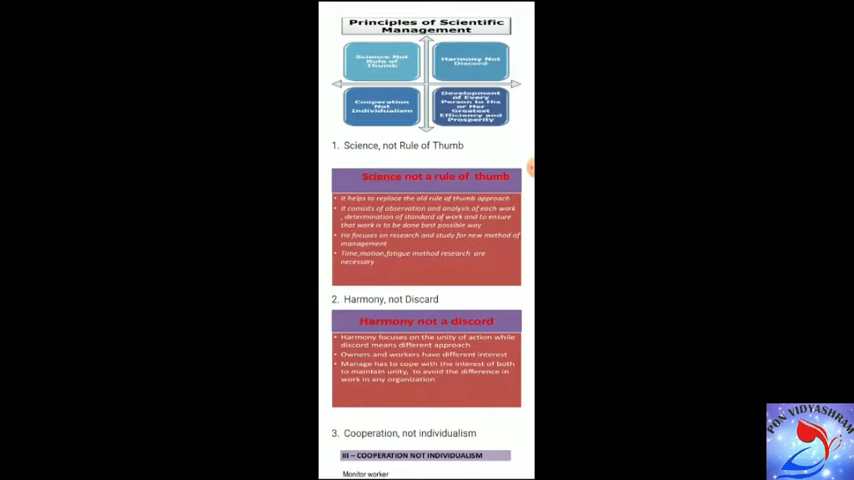 Principles of Scientific
Management
Science Not
Rule of
Thumb
Harmony Not
Discord
Cooperation
Not
Individualism
Development
of Every
Person to His
or Her
Greatest
Efficiency and
Prosperity
1. Science, not Rule of Thumb
Science not a rule of thumb
• It helps to replace the old rule of thumb approach
• It consists of observation and analysis of each work
, determination of standard of work and to ensure
that work is to be done best possible way
• He focuses on research and study for new method of
management
• Time,motion,fatigue method research are
necessary
2. Harmony, not Discard
Harmony not a discord
• Harmony focuses on the unity of action while
discord means different approach
• Owners and workers have different interest
• Manage has to cope with the interest of both
to maintain unity, to avoid the difference in
work in any organization
3. Cooperation, not individualism
III – COOPERATION NOT INDIVIDUALISM
Monitor worker
PON VIDYASHRAM